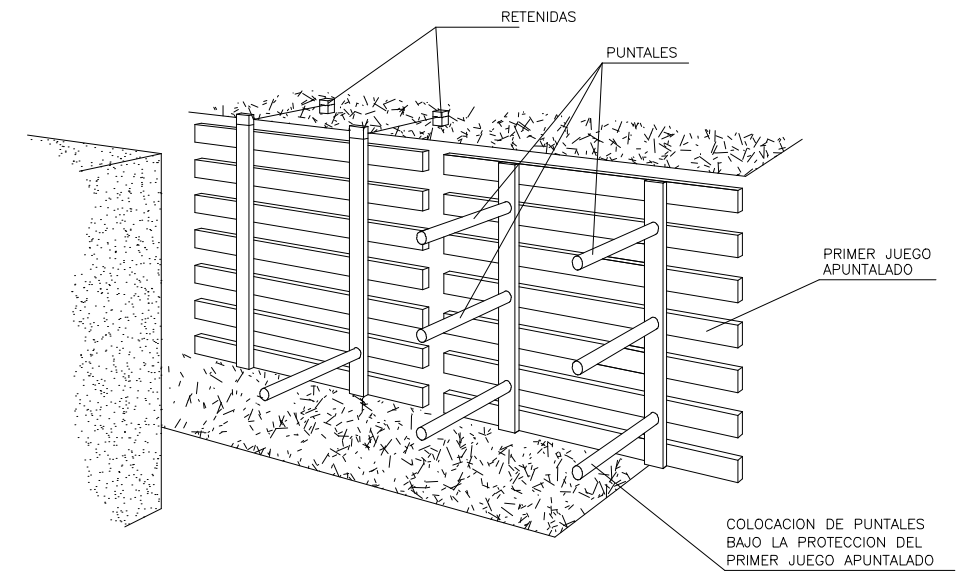 RETENIDAS
PUNTALES
PRIMER JUEGO
APUNTALADO
COLOCACION DE PUNTALES
BAJO LA PROTECCION DEL
PRIMER JUEGO APUNTALADO